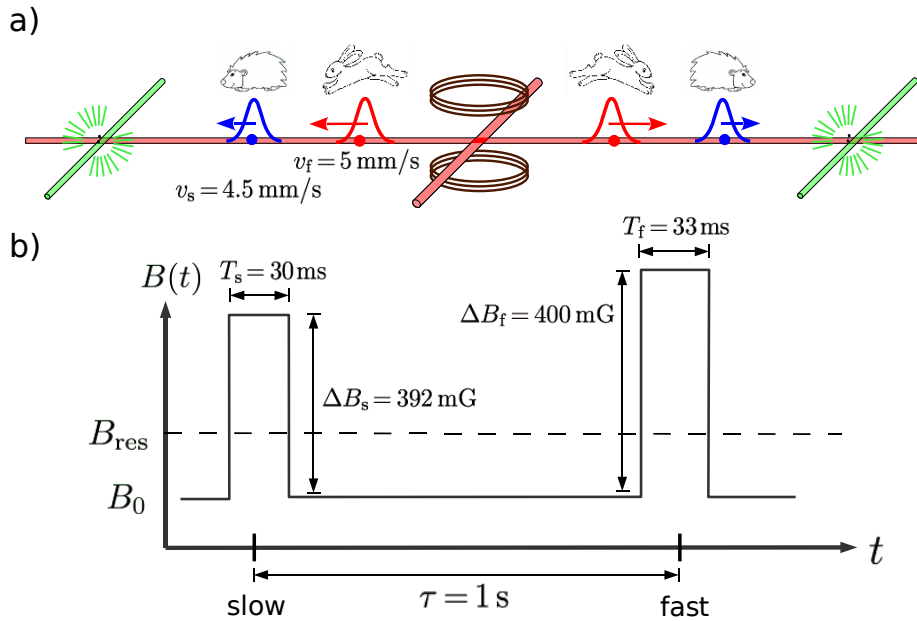 a)
v_f = 5 mm/s
v_s = 4.5 mm/s
b)
T_f = 33 ms
T_s = 30 ms
B(t)
ΔB_f = 400 mG
ΔB_s = 392 mG
B_res
B_0
t
τ = 1 s
slow
fast